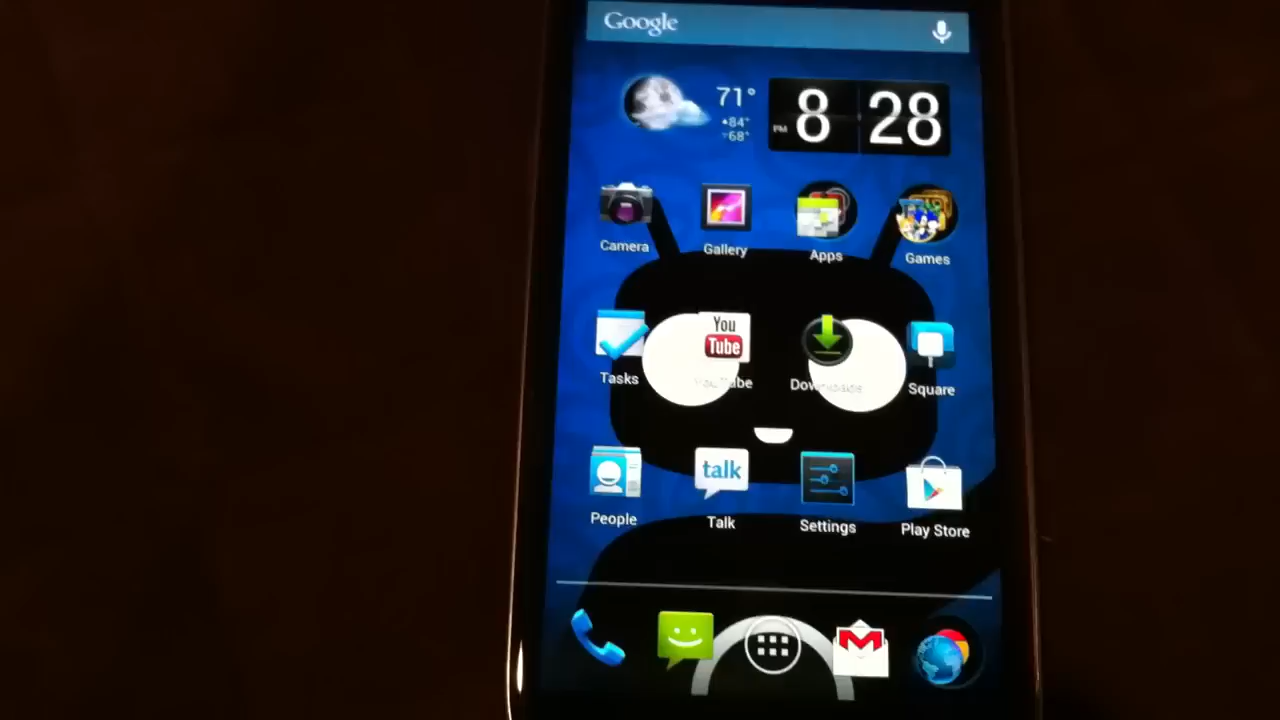 Google
71°
84°
68°
PM 8 28
Camera Gallery Apps Games
You
Tube
Tasks YouTube Downloads Square
talk
People Talk Settings Play Store